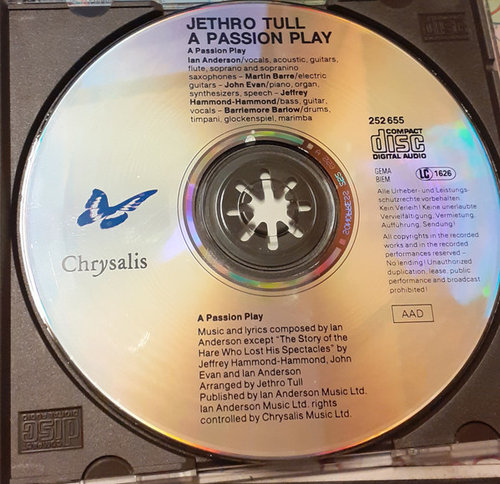 JETHRO TULL
A PASSION PLAY
A Passion Play
Ian Anderson/vocals, acoustic, guitars,
flute, soprano and sopranino
saxophones – Martin Barre/electric
guitars – John Evan/piano, organ,
synthesizers, speech – Jeffrey
Hammond-Hammond/bass, guitar,
vocals – Barriemore Barlow/drums,
timpani, glockenspiel, marimba
252 655
COMPACT
disc
DIGITAL AUDIO
GEMA
BIEM
LC 1626
Alle Urheber- und Leistungs-
schutzrechte vorbehalten
Kein Verleih! Keine unerlaubte
Vervielfältigung, Vermietung,
Aufführung, Sendung!
All copyrights in the recorded
works and in the recorded
performances reserved –
No lending! Unauthorized
duplication, lease, public
performance and broadcast
prohibited!
AAD
Chrysalis
A Passion Play
Music and lyrics composed by Ian
Anderson except "The Story of the
Hare Who Lost His Spectacles" by
Jeffrey Hammond-Hammond, John
Evan and Ian Anderson
Arranged by Jethro Tull
Published by Ian Anderson Music Ltd.
Ian Anderson Music Ltd. rights
controlled by Chrysalis Music Ltd.
disc